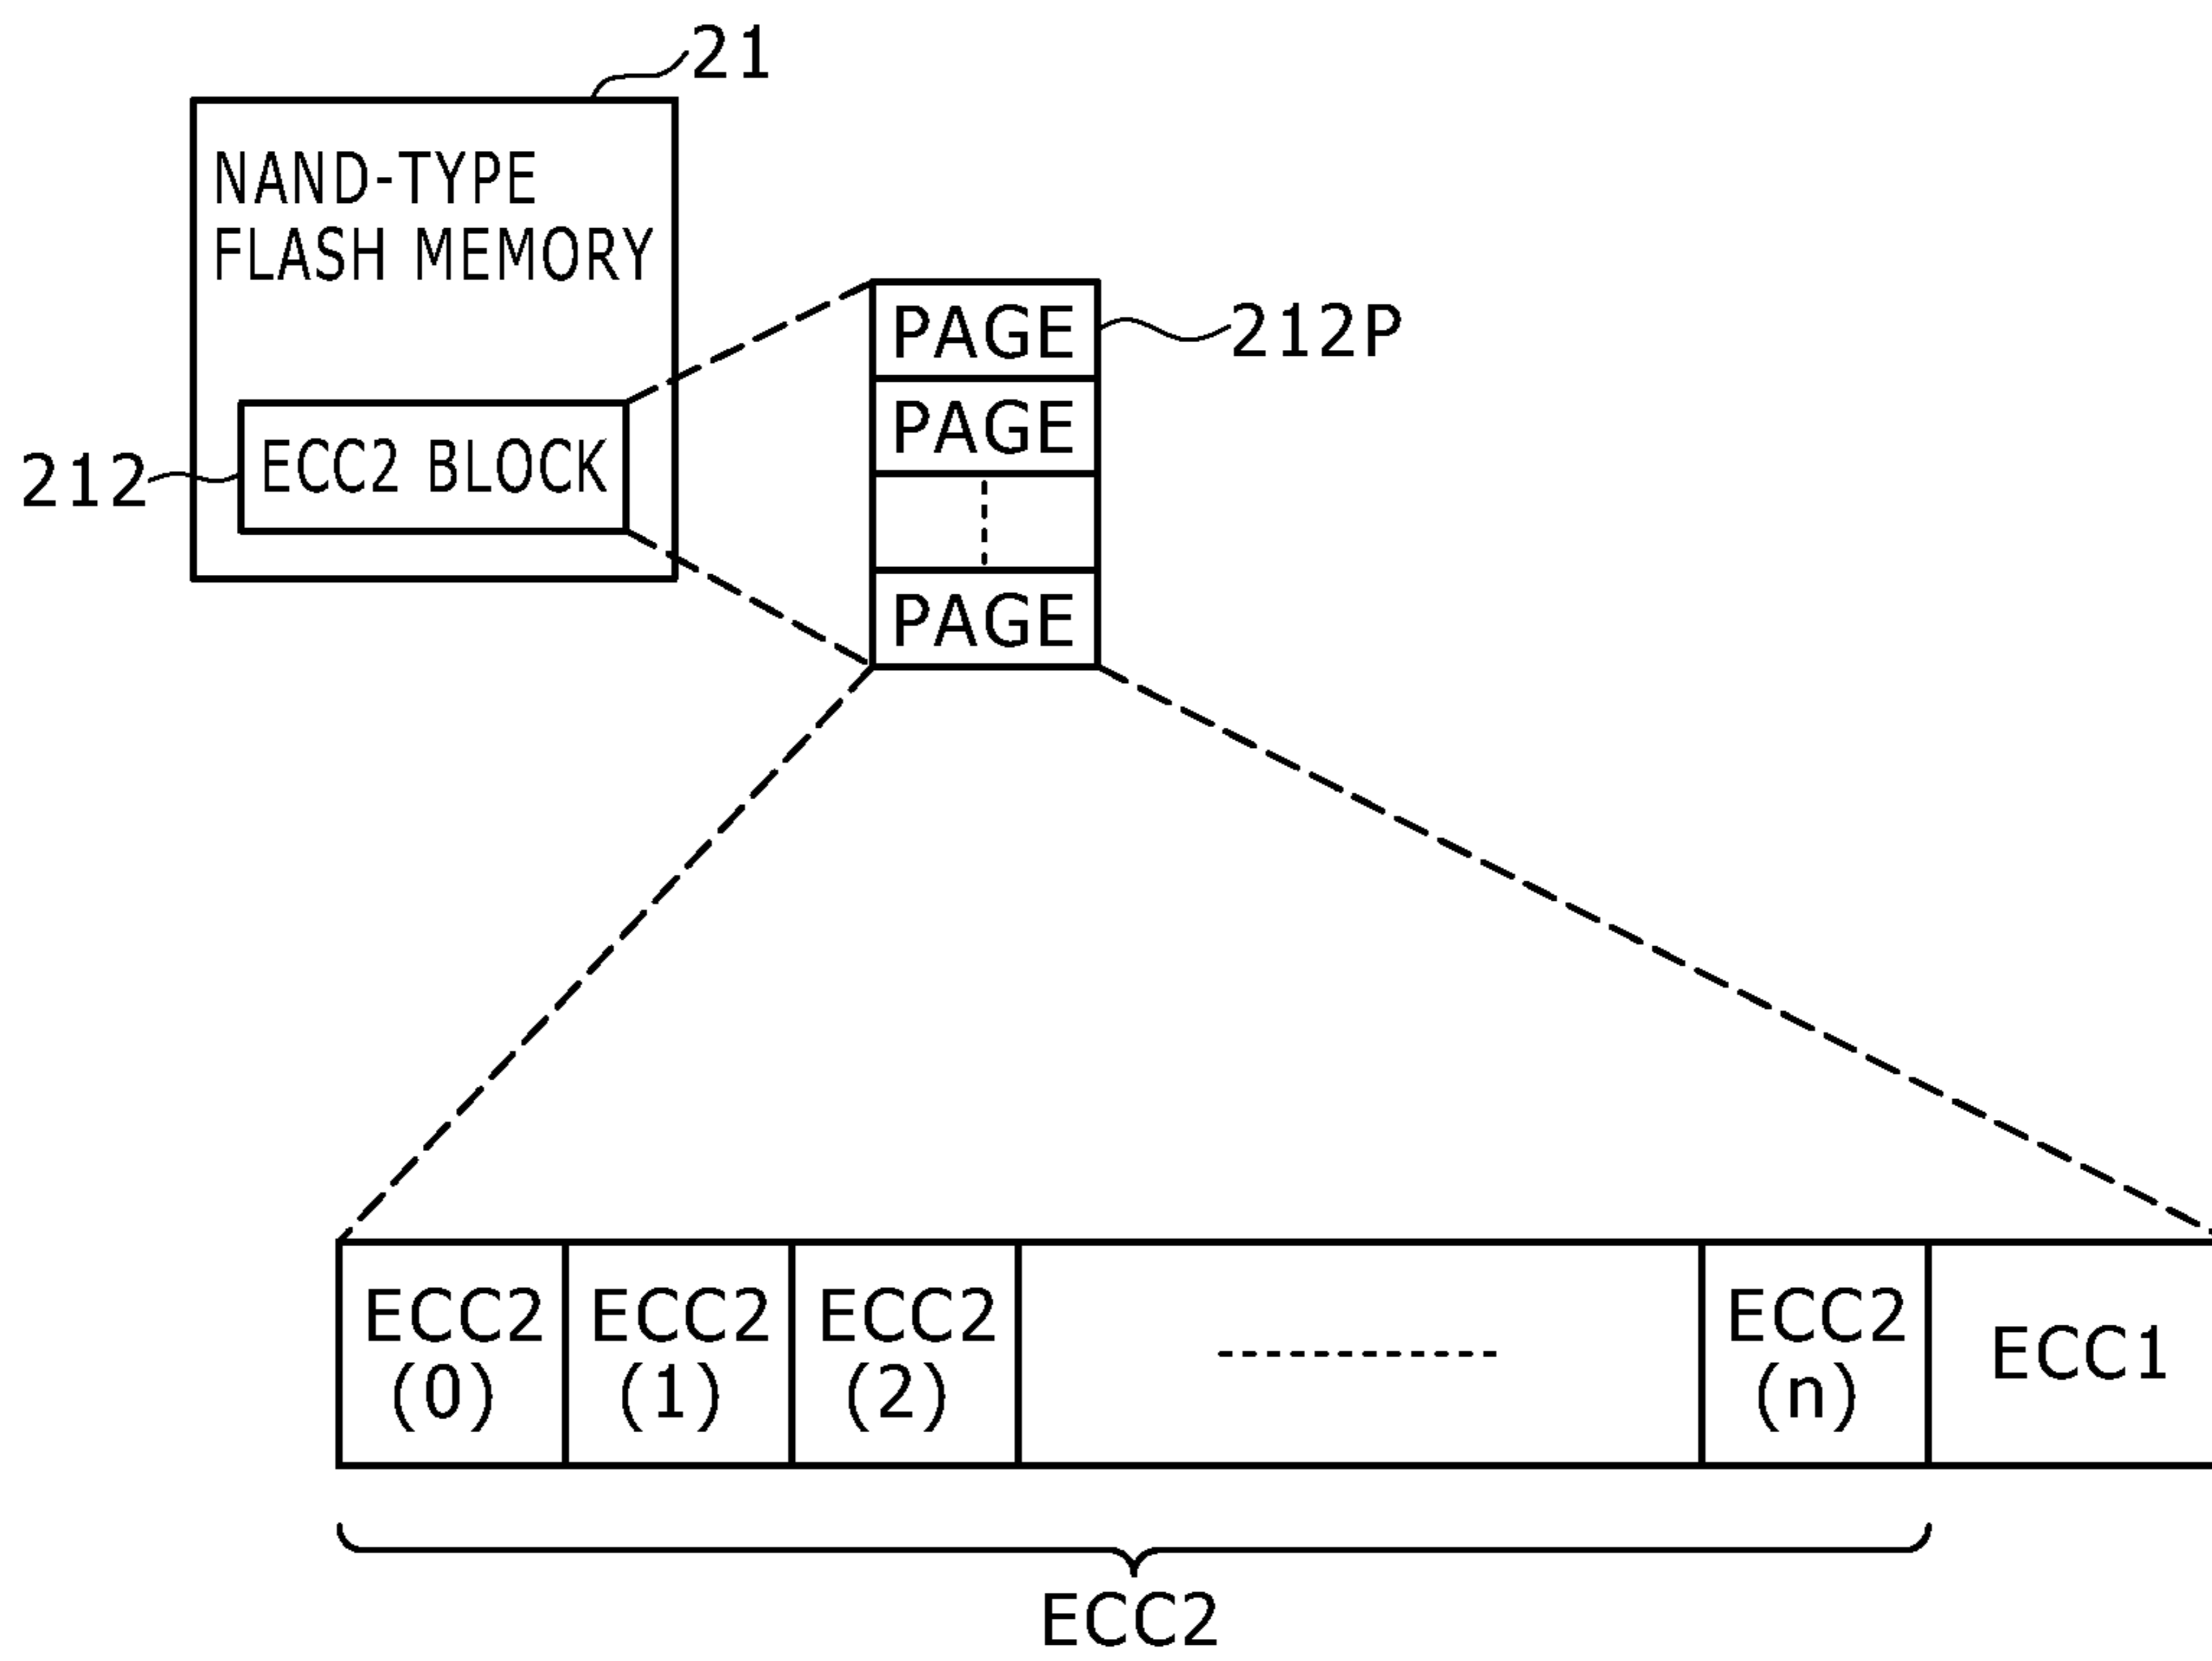 21
NAND-TYPE
FLASH MEMORY
PAGE
212P
PAGE
212
ECC2 BLOCK
PAGE
ECC2
(0)
ECC2
(1)
ECC2
(2)
ECC2
(n)
ECC1
ECC2